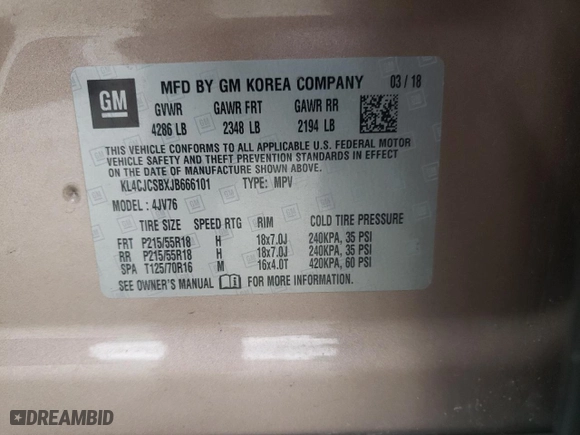 GM
MFD BY GM KOREA COMPANY 03 / 18
GVWR GAWR FRT GAWR RR
4286 LB 2348 LB 2194 LB
THIS VEHICLE CONFORMS TO ALL APPLICABLE U.S. FEDERAL MOTOR
VEHICLE SAFETY AND THEFT PREVENTION STANDARDS IN EFFECT
ON THE DATE OF MANUFACTURE SHOWN ABOVE.
KL4CJCSBXJB666101 TYPE: MPV
MODEL : 4JV76
TIRE SIZE SPEED RTG RIM COLD TIRE PRESSURE
FRT P215/55R18 H 18x7.0J 240KPA, 35 PSI
RR P215/55R18 H 18x7.0J 240KPA, 35 PSI
SPA T125/70R16 M 16x4.0T 420KPA, 60 PSI
SEE OWNER'S MANUAL FOR MORE INFORMATION.
DREAMBID